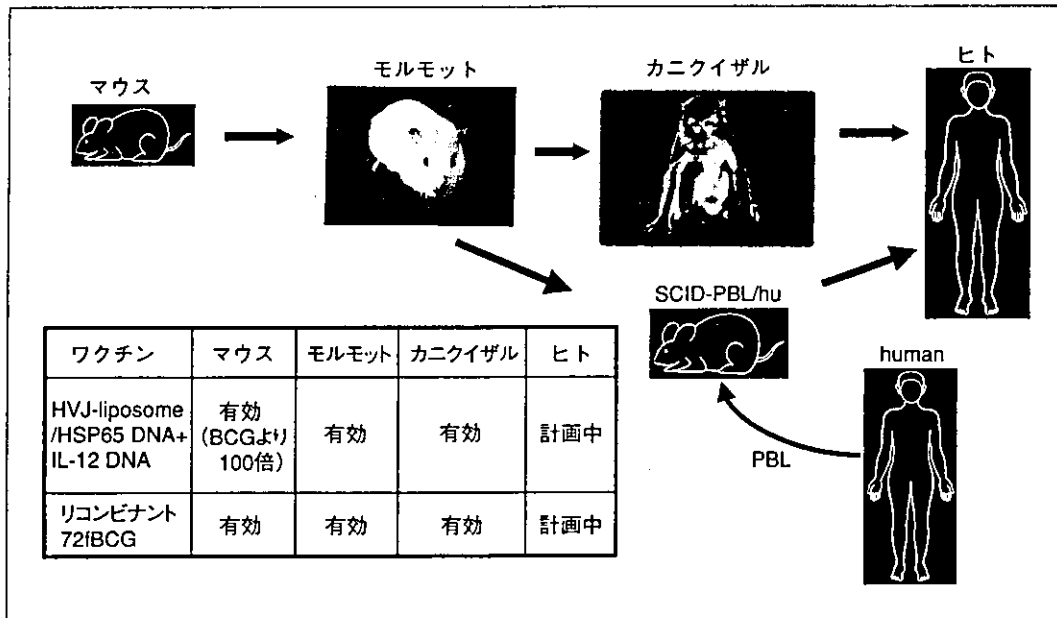 マウス
モルモット
カニクイザル
ヒト
SCID-PBL/hu
human
PBL
ワクチン マウス モルモット カニクイザル ヒト
HVJ-liposome
/HSP65 DNA+
IL-12 DNA
有効
(BCGより
100倍)
有効
有効
計画中
リコンビナント
72fBCG
有効
有効
有効
計画中